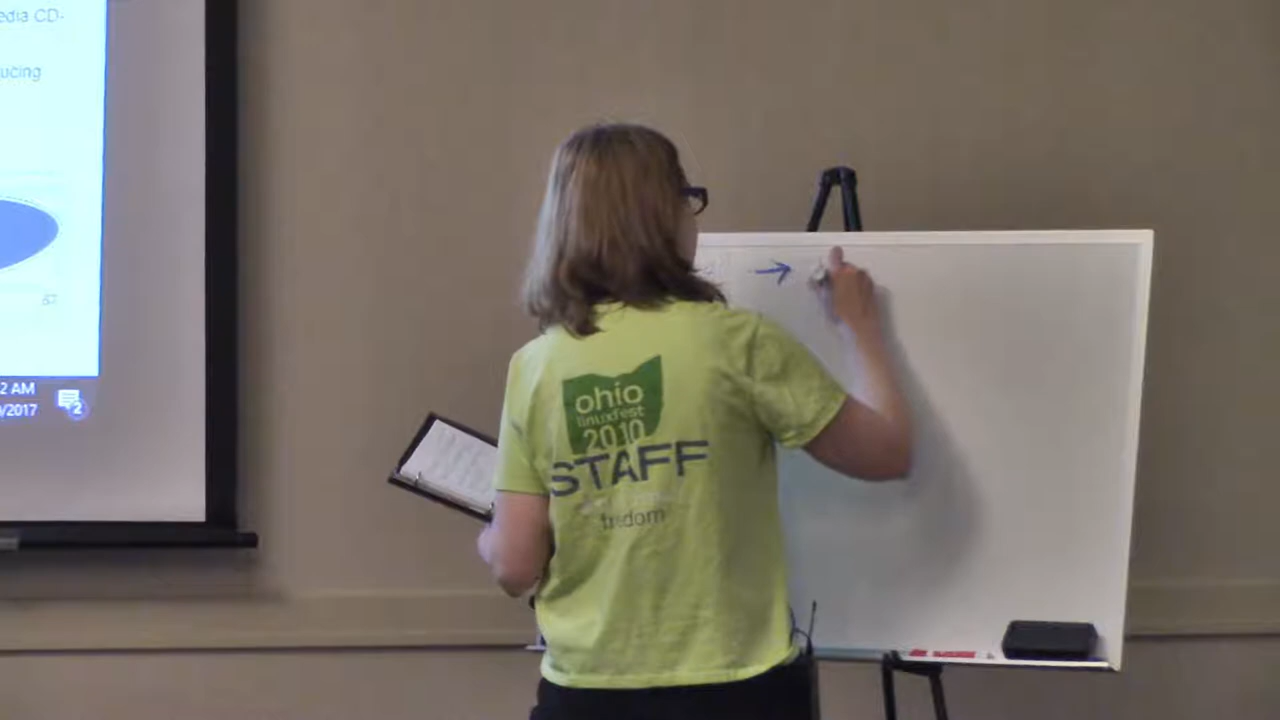 edia CD-
ucing
2 AM
/2017
2
ohio
linuxfest
2010
STAFF
freedom